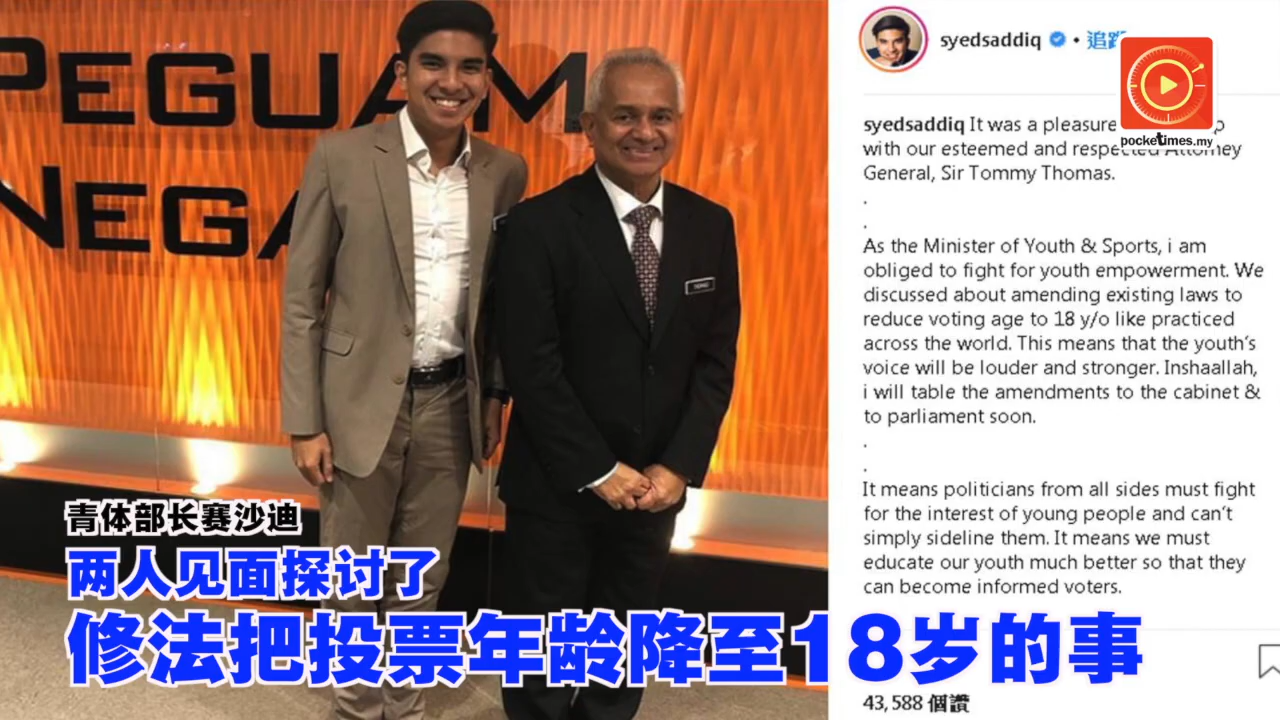 PEGUAM
NEGA
syedsaddiq
syedsaddiq It was a pleasure
with our esteemed and respected Attorney
General, Sir Tommy Thomas.
.
.
As the Minister of Youth & Sports, i am
obliged to fight for youth empowerment. We
discussed about amending existing laws to
reduce voting age to 18 y/o like practiced
across the world. This means that the youth's
voice will be louder and stronger. Inshaallah,
i will table the amendments to the cabinet &
to parliament soon.
.
.
It means politicians from all sides must fight
for the interest of young people and can't
simply sideline them. It means we must
educate our youth much better so that they
can become informed voters.
43,588 個讚
pocketimes.my
青体部长赛沙迪
两人见面探讨了
修法把投票年龄降至18岁的事